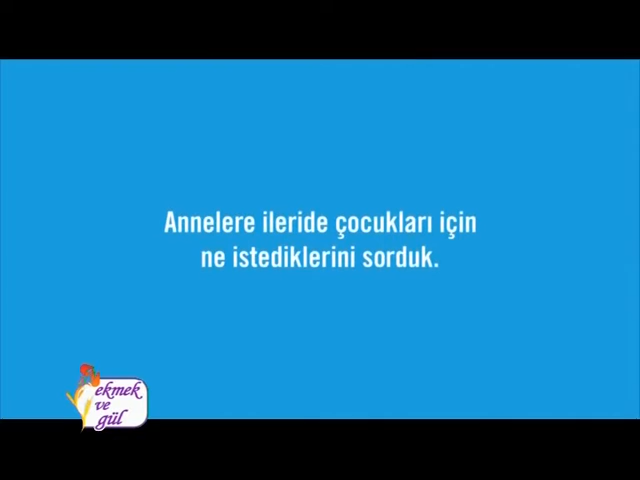 Annelere ileride çocukları için
ne istediklerini sorduk.
ekmek
ve
gül